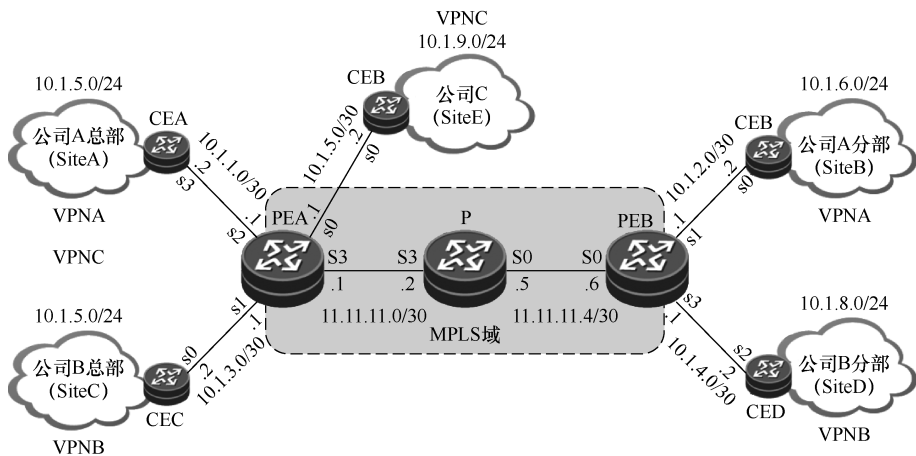 VPNC
10.1.9.0/24
CEB
公司C
(SiteE)
10.1.5.0/30
.2
s0
.1
s0
10.1.5.0/24
CEA
公司A总部
(SiteA)
.2
s3
10.1.1.0/30
.1
s2
VPNA
VPNC
10.1.6.0/24
CEB
公司A分部
(SiteB)
10.1.2.0/30
.2
s0
.1
s1
VPNA
PEA
P
PEB
S3
.1
S3
.2
S0
.5
S0
.6
11.11.11.0/30
11.11.11.4/30
MPLS域
10.1.5.0/24
公司B总部
(SiteC)
CEC
s0
.2
s1
.1
10.1.3.0/30
VPNB
10.1.8.0/24
公司B分部
(SiteD)
CED
s3
.1
s2
.2
10.1.4.0/30
VPNB